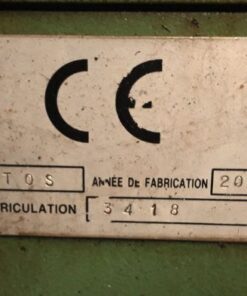 CE
TOS ANNÉE DE FABRICATION 20
RICULATION 3418